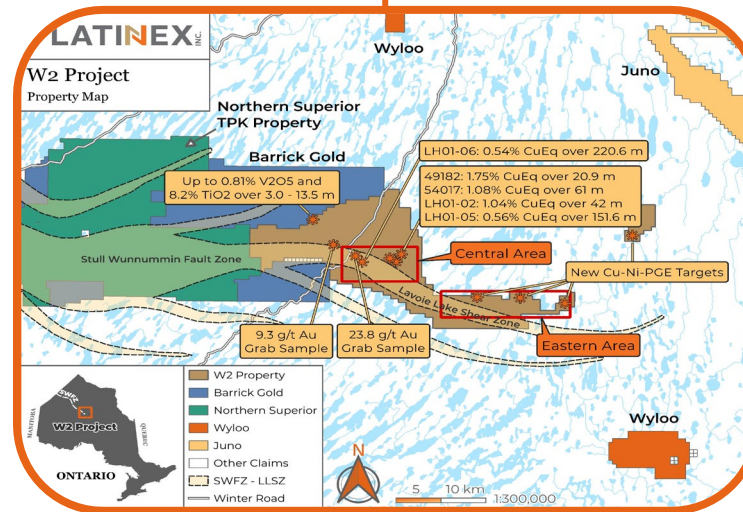 PLATINEX INC.
W2 Project
Property Map
Wyloo
Juno
Northern Superior
TPK Property
Barrick Gold
LH01-06: 0.54% CuEq over 220.6 m
Up to 0.81% V2O5 and
8.2% TiO2 over 3.0 - 13.5 m
49182: 1.75% CuEq over 20.9 m
54017: 1.08% CuEq over 61 m
LH01-02: 1.04% CuEq over 42 m
LH01-05: 0.56% CuEq over 151.6 m
Stull Wunnummin Fault Zone
Central Area
New Cu-Ni-PGE Targets
Lavoie Lake Shear Zone
9.3 g/t Au
Grab Sample
23.8 g/t Au
Grab Sample
Eastern Area
SWFZ
MANITOBA
W2 Project
QUEBEC
ONTARIO
W2 Property
Barrick Gold
Northern Superior
Wyloo
Juno
Other Claims
SWFZ - LLSZ
Winter Road
Wyloo
N
5 10 km
1:300,000